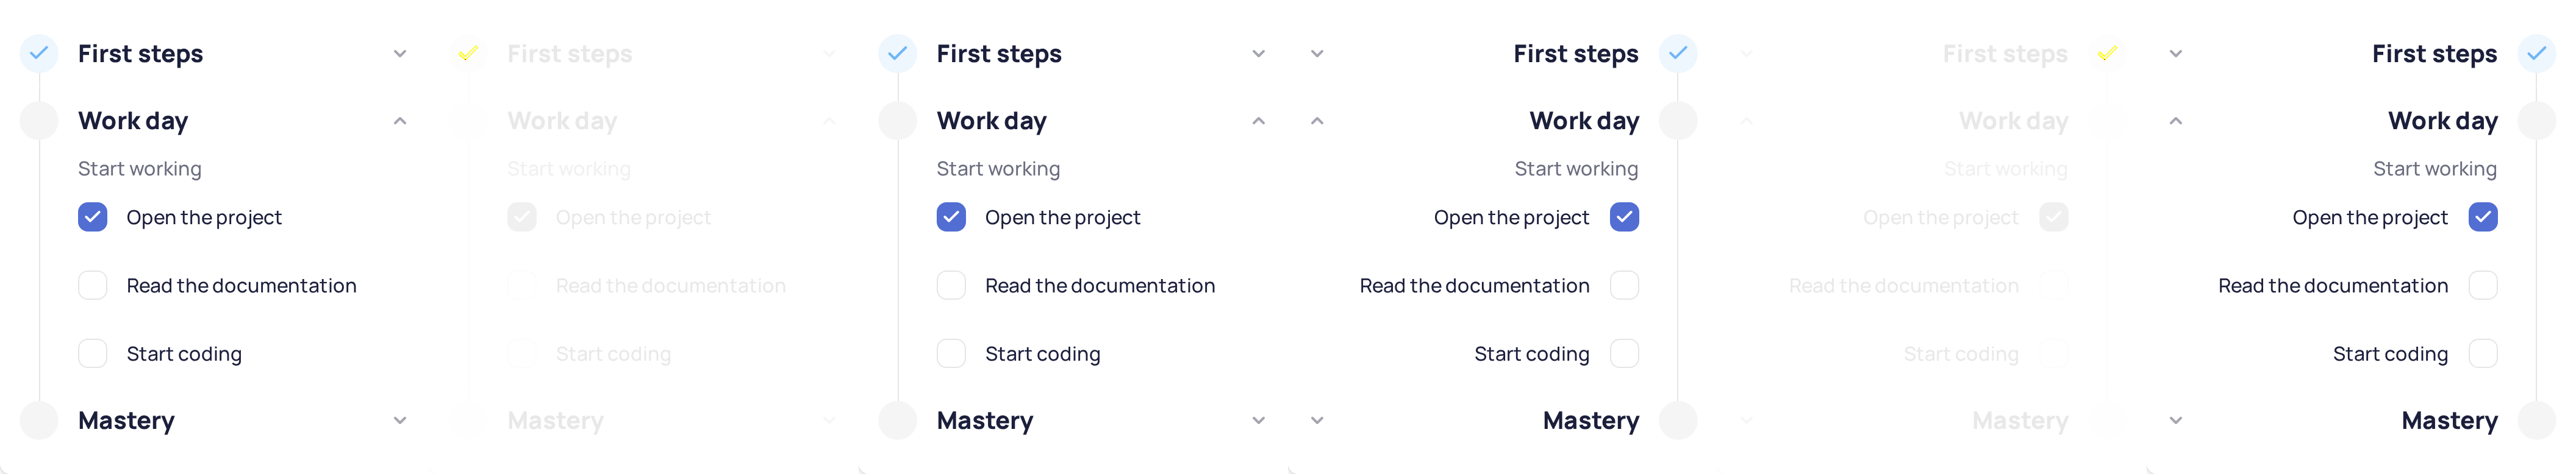 First steps
Work day
Start working
Open the project
Read the documentation
Start coding
Mastery
First steps
Work day
Start working
Open the project
Read the documentation
Start coding
Mastery
First steps
Work day
Start working
Open the project
Read the documentation
Start coding
Mastery
First steps
Work day
Start working
Open the project
Read the documentation
Start coding
Mastery
First steps
Work day
Start working
Open the project
Read the documentation
Start coding
Mastery
First steps
Work day
Start working
Open the project
Read the documentation
Start coding
Mastery